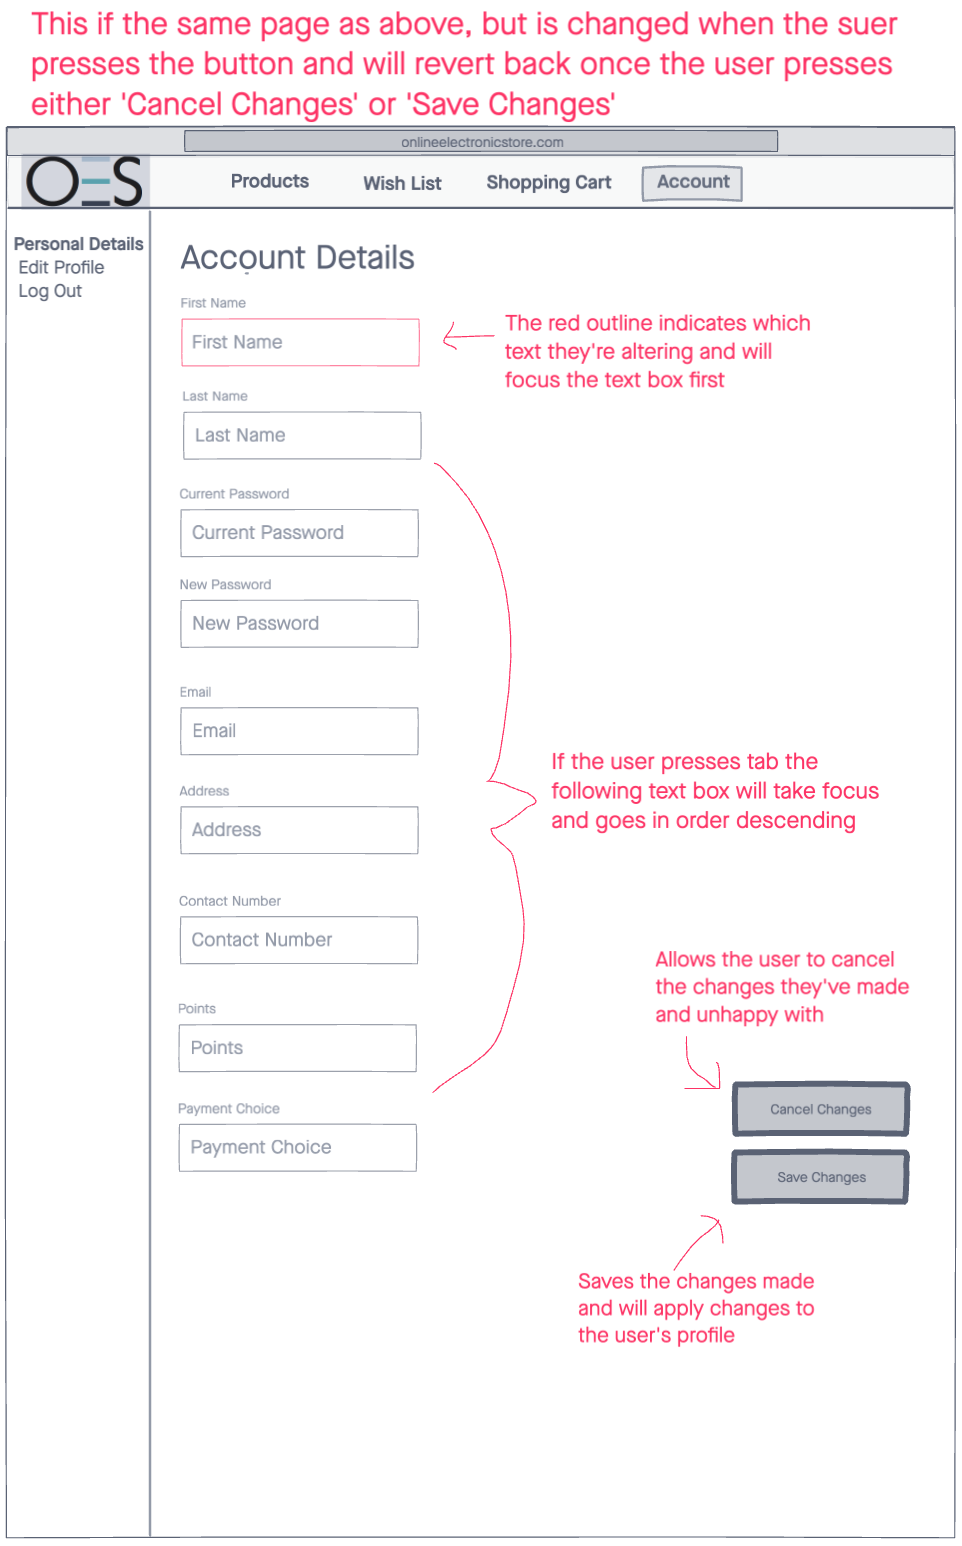 This if the same page as above, but is changed when the suer
presses the button and will revert back once the user presses
either 'Cancel Changes' or 'Save Changes'
onlineelectronicstore.com
OES
Products
Wish List
Shopping Cart
Account
Personal Details
Edit Profile
Log Out
Account Details
First Name
First Name
The red outline indicates which
text they're altering and will
focus the text box first
Last Name
Last Name
Current Password
Current Password
New Password
New Password
Email
Email
If the user presses tab the
following text box will take focus
and goes in order descending
Address
Address
Contact Number
Contact Number
Allows the user to cancel
the changes they've made
and unhappy with
Points
Points
Payment Choice
Payment Choice
Cancel Changes
Save Changes
Saves the changes made
and will apply changes to
the user's profile